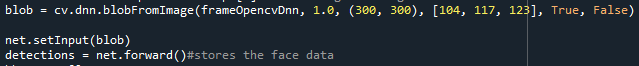 blob = cv.dnn.blobFromImage(frameOpencvDnn, 1.0, (300, 300), [104, 117, 123], True, False)
net.setInput(blob)
detections = net.forward()#stores the face data